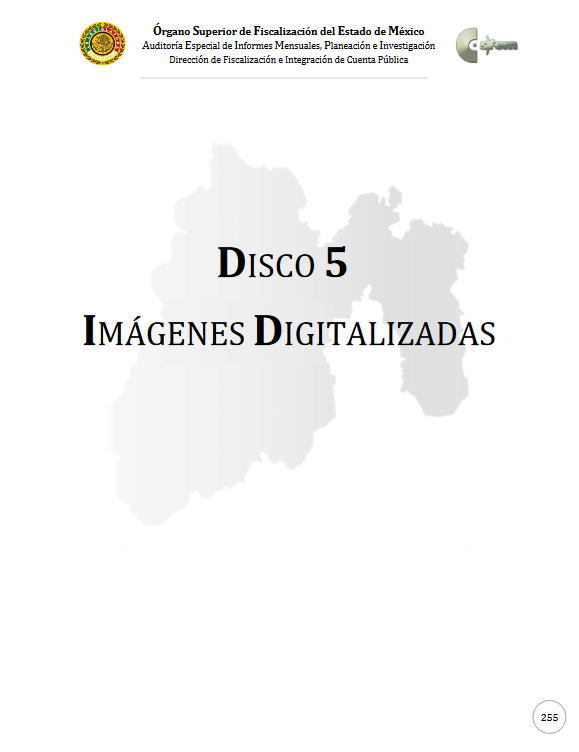 Órgano Superior de Fiscalización del Estado de México
Auditoría Especial de Informes Mensuales, Planeación e Investigación
Dirección de Fiscalización e Integración de Cuenta Pública
osfem
DISCO 5
IMÁGENES DIGITALIZADAS
255